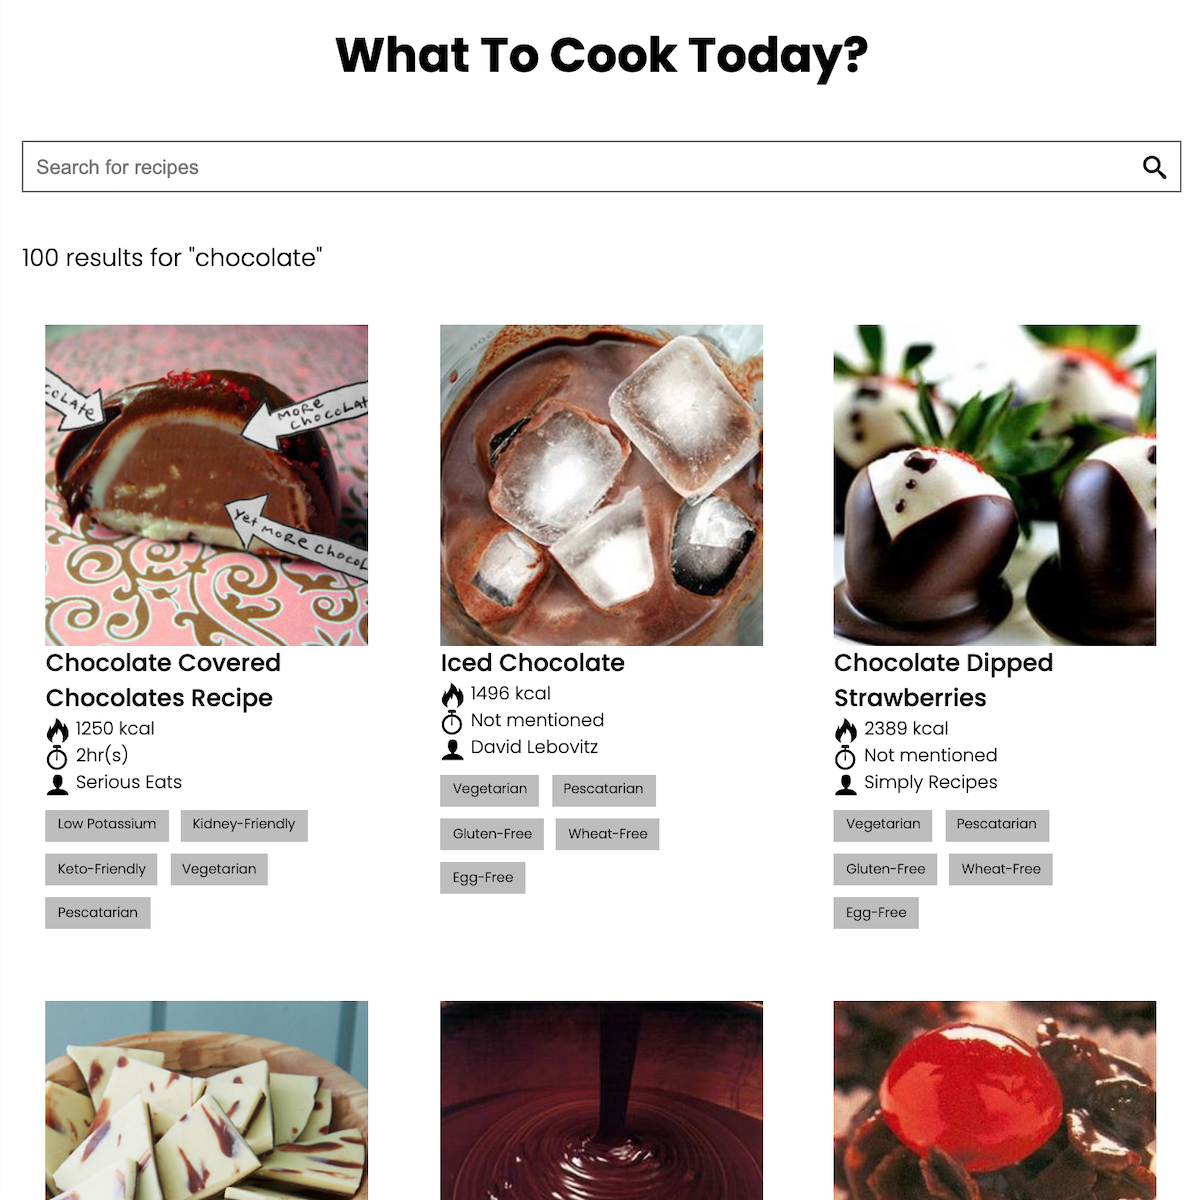 What To Cook Today?
Search for recipes
100 results for "chocolate"
MORE
CHOCOLAT
Yet MORE CHOCOL
Chocolate Covered
Chocolates Recipe
1250 kcal
2hr(s)
Serious Eats
Low Potassium
Kidney-Friendly
Keto-Friendly
Vegetarian
Pescatarian
Iced Chocolate
1496 kcal
Not mentioned
David Lebovitz
Vegetarian
Pescatarian
Gluten-Free
Wheat-Free
Egg-Free
Chocolate Dipped
Strawberries
2389 kcal
Not mentioned
Simply Recipes
Vegetarian
Pescatarian
Gluten-Free
Wheat-Free
Egg-Free